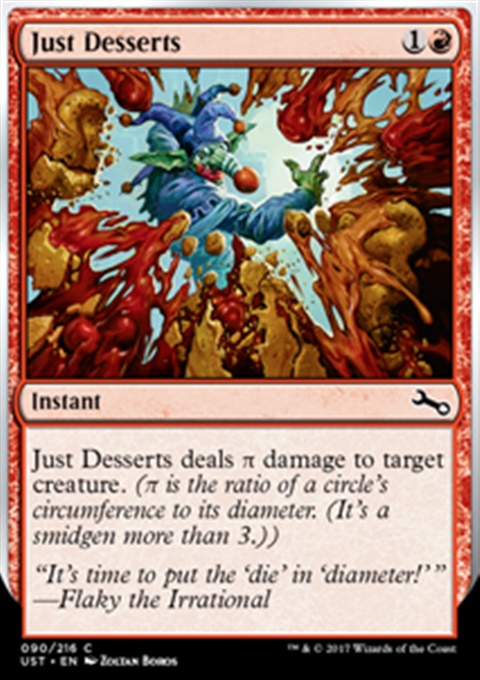 Just Desserts 1
Instant
Just Desserts deals π damage to target
creature. (π is the ratio of a circle's
circumference to its diameter. (It's a
smidgen more than 3.))
"It's time to put the 'die' in 'diameter!'"
—Flaky the Irrational
090/216 C
™ & © 2017 Wizards of the Coast
UST • EN Zoltan Boros